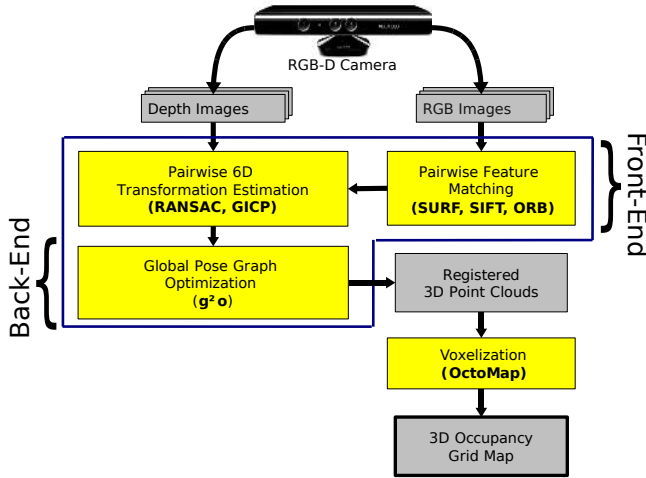 RGB-D Camera
Depth Images
RGB Images
Front-End
Pairwise 6D
Transformation Estimation
(RANSAC, GICP)
Pairwise Feature
Matching
(SURF, SIFT, ORB)
Back-End
Global Pose Graph
Optimization
(g²o)
Registered
3D Point Clouds
Voxelization
(OctoMap)
3D Occupancy
Grid Map